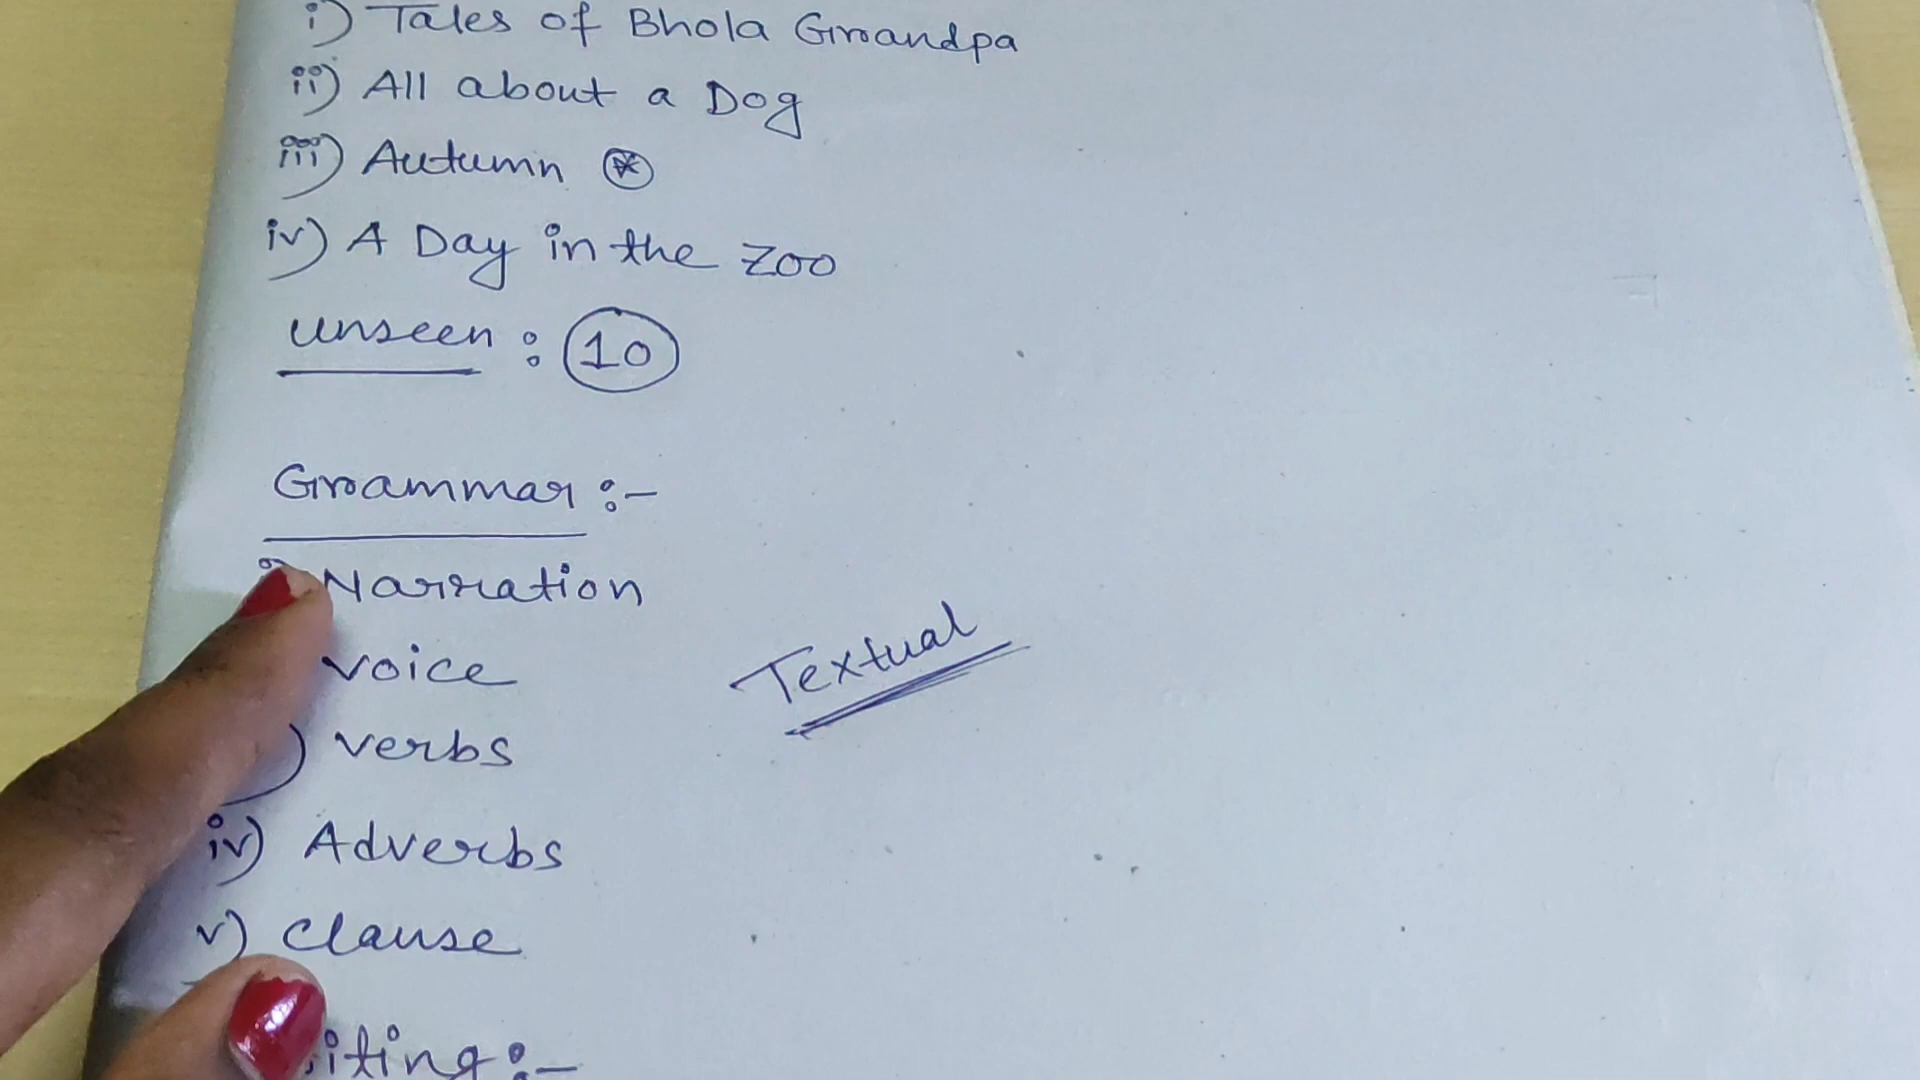 i) Tales of Bhola Grandpa
ii) All about a Dog
iii) Autumn
iv) A Day in the Zoo
Unseen : 10
Grammar :-
Narration
Voice
) Verbs
Textual
iv) Adverbs
v) Clause
iting :-